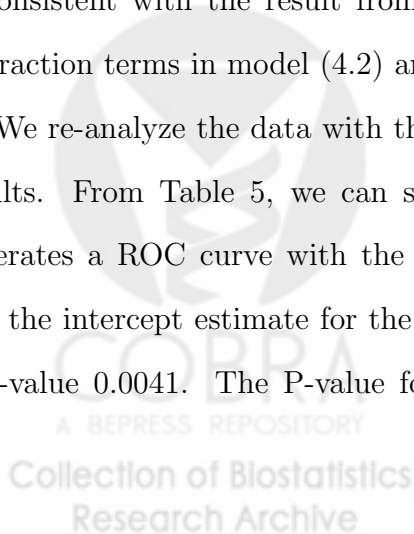 onsistent with the result from
raction terms in model (4.2) a
We re-analyze the data with th
lts. From Table 5, we can s
erates a ROC curve with the
the intercept estimate for the
-value 0.0041. The P-value fo
COBRA
A BEPRESS REPOSITORY
Collection of Biostatistics
Research Archive